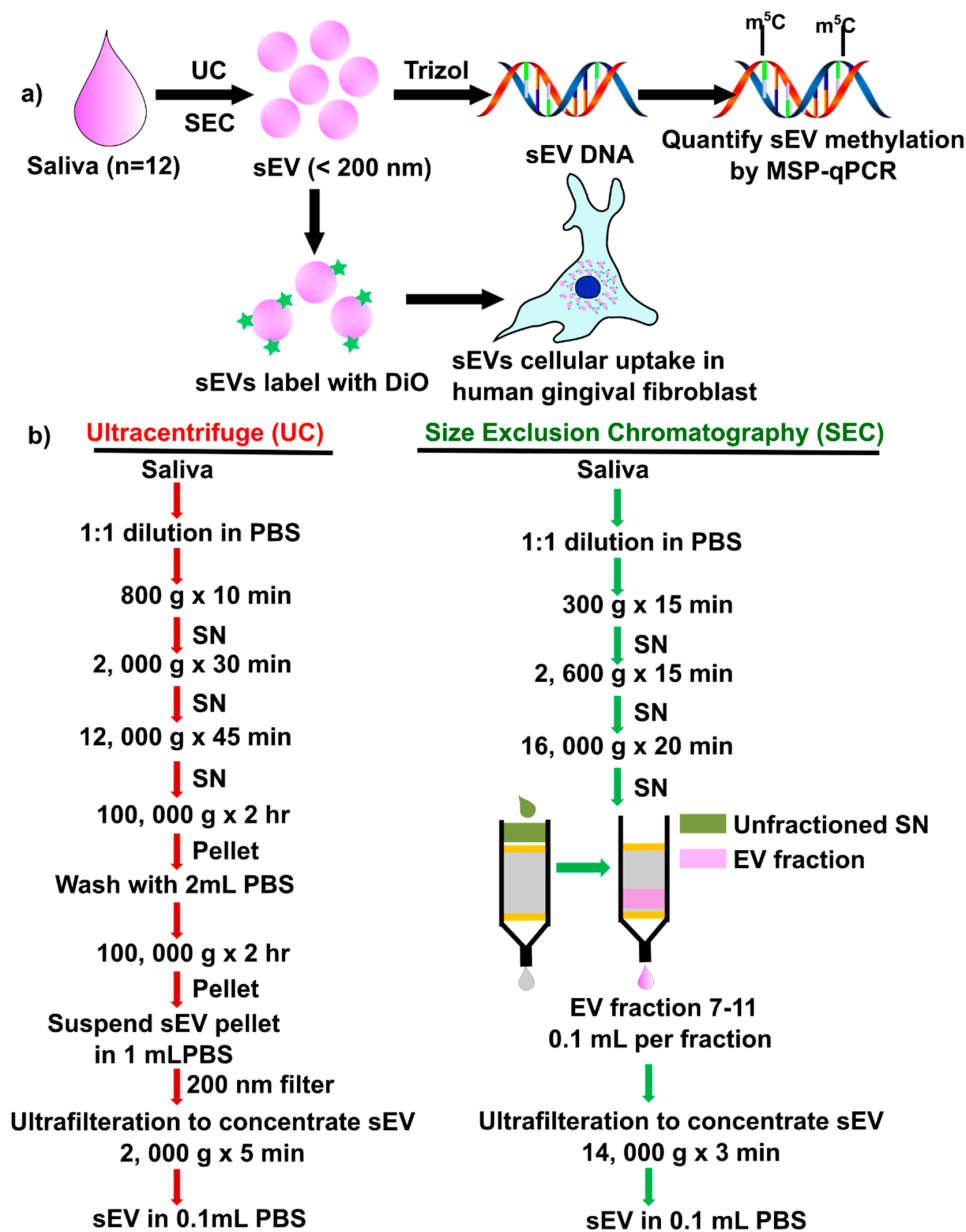 a)
Saliva (n=12)
UC
SEC
sEV (< 200 nm)
Trizol
sEV DNA
m⁵C
m⁵C
Quantify sEV methylation
by MSP-qPCR
sEVs label with DiO
sEVs cellular uptake in
human gingival fibroblast
b)
Ultracentrifuge (UC)
Saliva
1:1 dilution in PBS
800 g x 10 min
SN
2, 000 g x 30 min
SN
12, 000 g x 45 min
SN
100, 000 g x 2 hr
Pellet
Wash with 2mL PBS
100, 000 g x 2 hr
Pellet
Suspend sEV pellet
in 1 mLPBS
200 nm filter
Ultrafilteration to concentrate sEV
2, 000 g x 5 min
sEV in 0.1mL PBS
Size Exclusion Chromatography (SEC)
Saliva
1:1 dilution in PBS
300 g x 15 min
SN
2, 600 g x 15 min
SN
16, 000 g x 20 min
SN
Unfractioned SN
EV fraction
EV fraction 7-11
0.1 mL per fraction
Ultrafilteration to concentrate sEV
14, 000 g x 3 min
sEV in 0.1 mL PBS